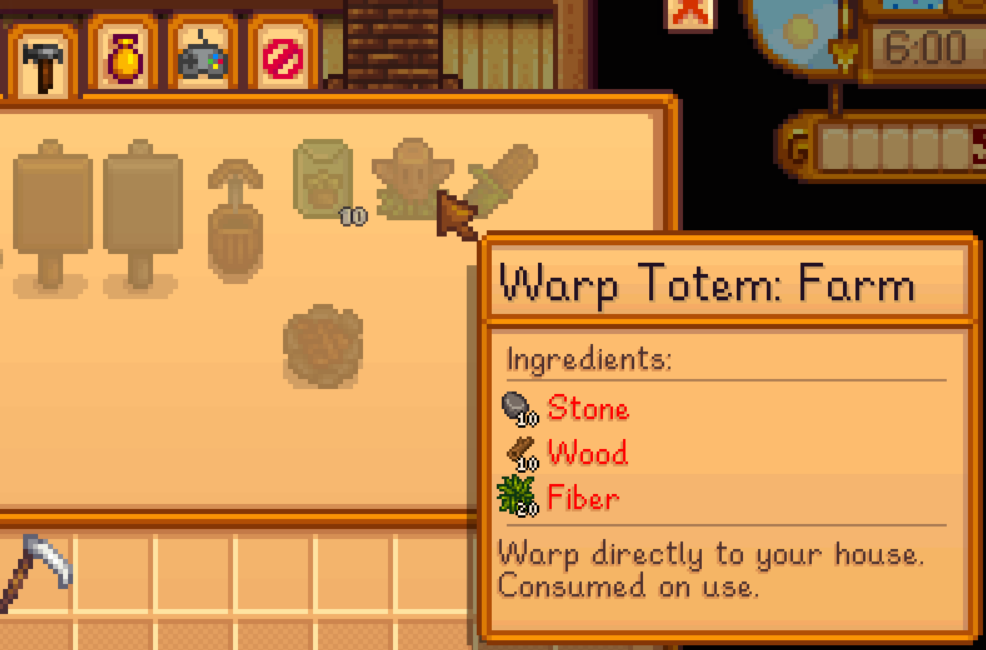 6:00
10
Warp Totem: Farm
Ingredients:
10 Stone
10 Wood
20 Fiber
Warp directly to your house.
Consumed on use.